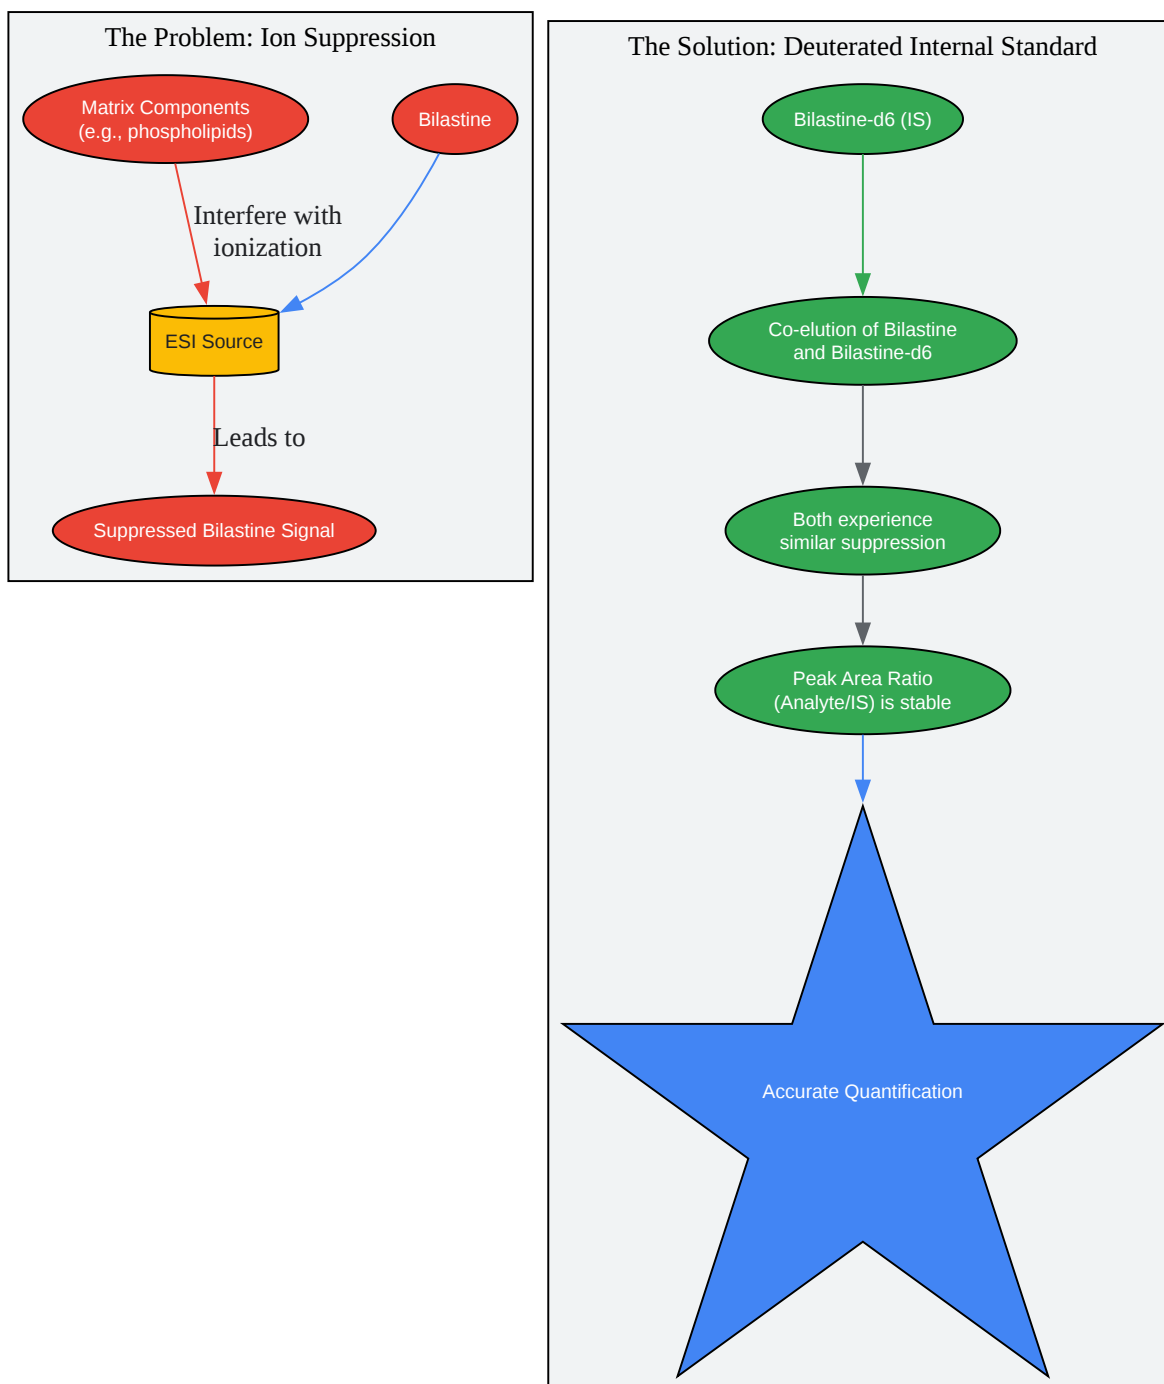 The Problem: Ion Suppression
Matrix Components
(e.g., phospholipids)
Bilastine
Interfere with
ionization
ESI Source
Leads to
Suppressed Bilastine Signal
The Solution: Deuterated Internal Standard
Bilastine-d6 (IS)
Co-elution of Bilastine
and Bilastine-d6
Both experience
similar suppression
Peak Area Ratio
(Analyte/IS) is stable
Accurate Quantification